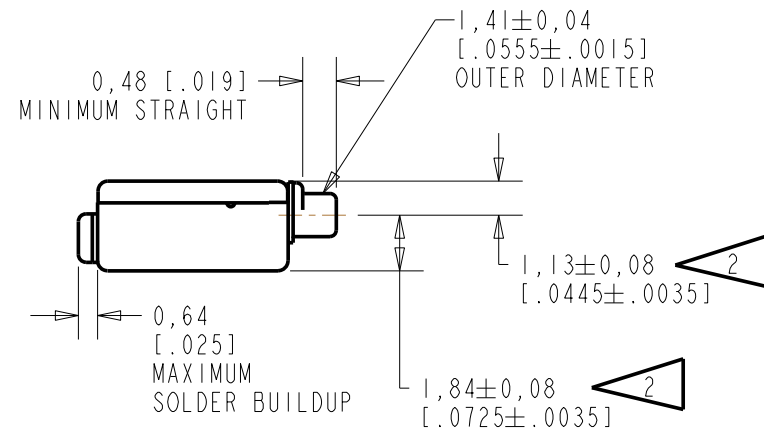 1,41±0,04
[.0555±.0015]
OUTER DIAMETER
0,48 [.019]
MINIMUM STRAIGHT
1,13±0,08 2
[.0445±.0035]
0,64
[.025]
MAXIMUM
SOLDER BUILDUP
1,84±0,08 2
[.0725±.0035]